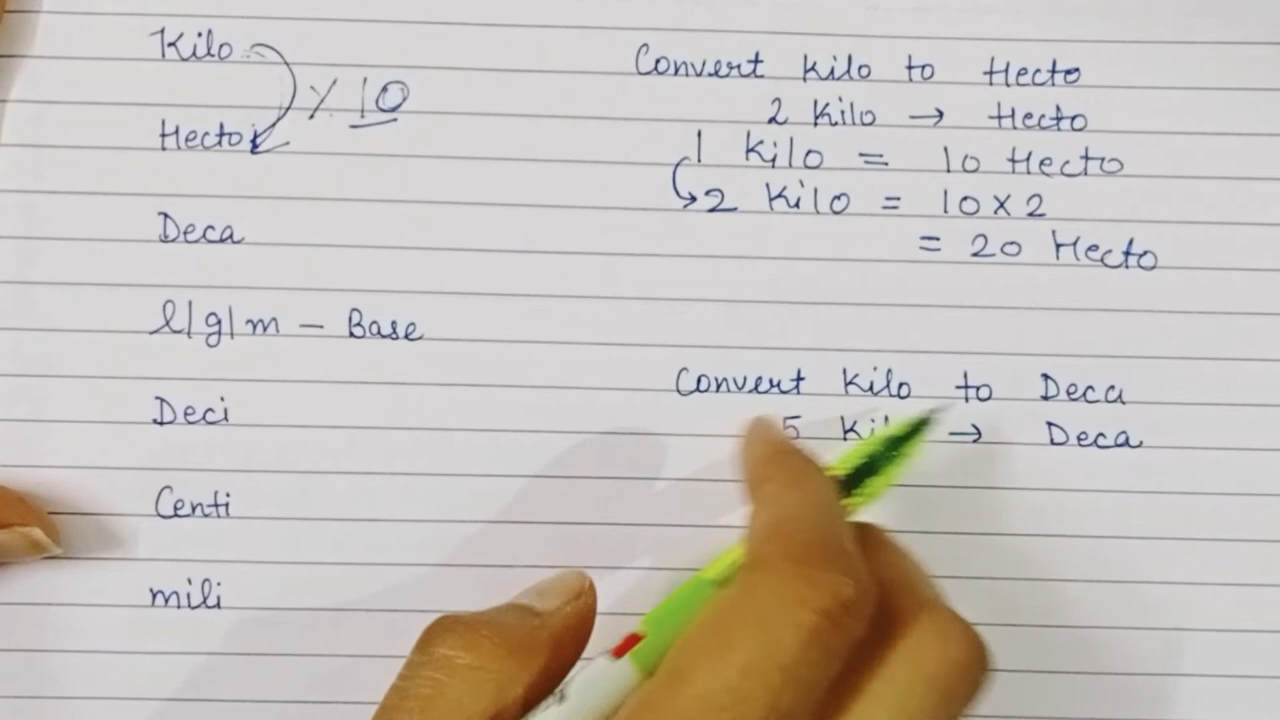 Kilo
× 10
Hecto
Deca
l/g/m - Base
Deci
Centi
mili
Convert Kilo to Hecto
2 Kilo → Hecto
1 Kilo = 10 Hecto
2 Kilo = 10 × 2
= 20 Hecto
Convert Kilo to Deca
5 → Deca